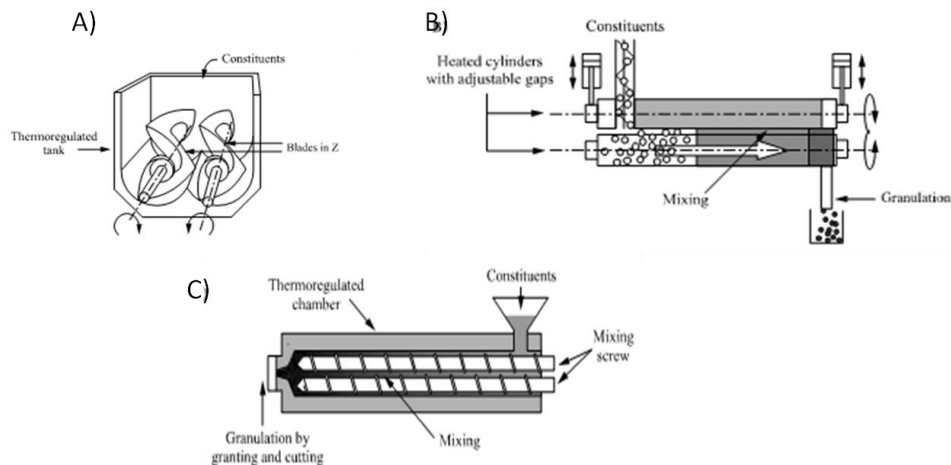 A)
Constituents
Thermoregulated
tank
Blades in Z
B)
Constituents
Heated cylinders
with adjustable gaps
Mixing
Granulation
C)
Thermoregulated
chamber
Constituents
Mixing
screw
Mixing
Granulation by
granting and cutting